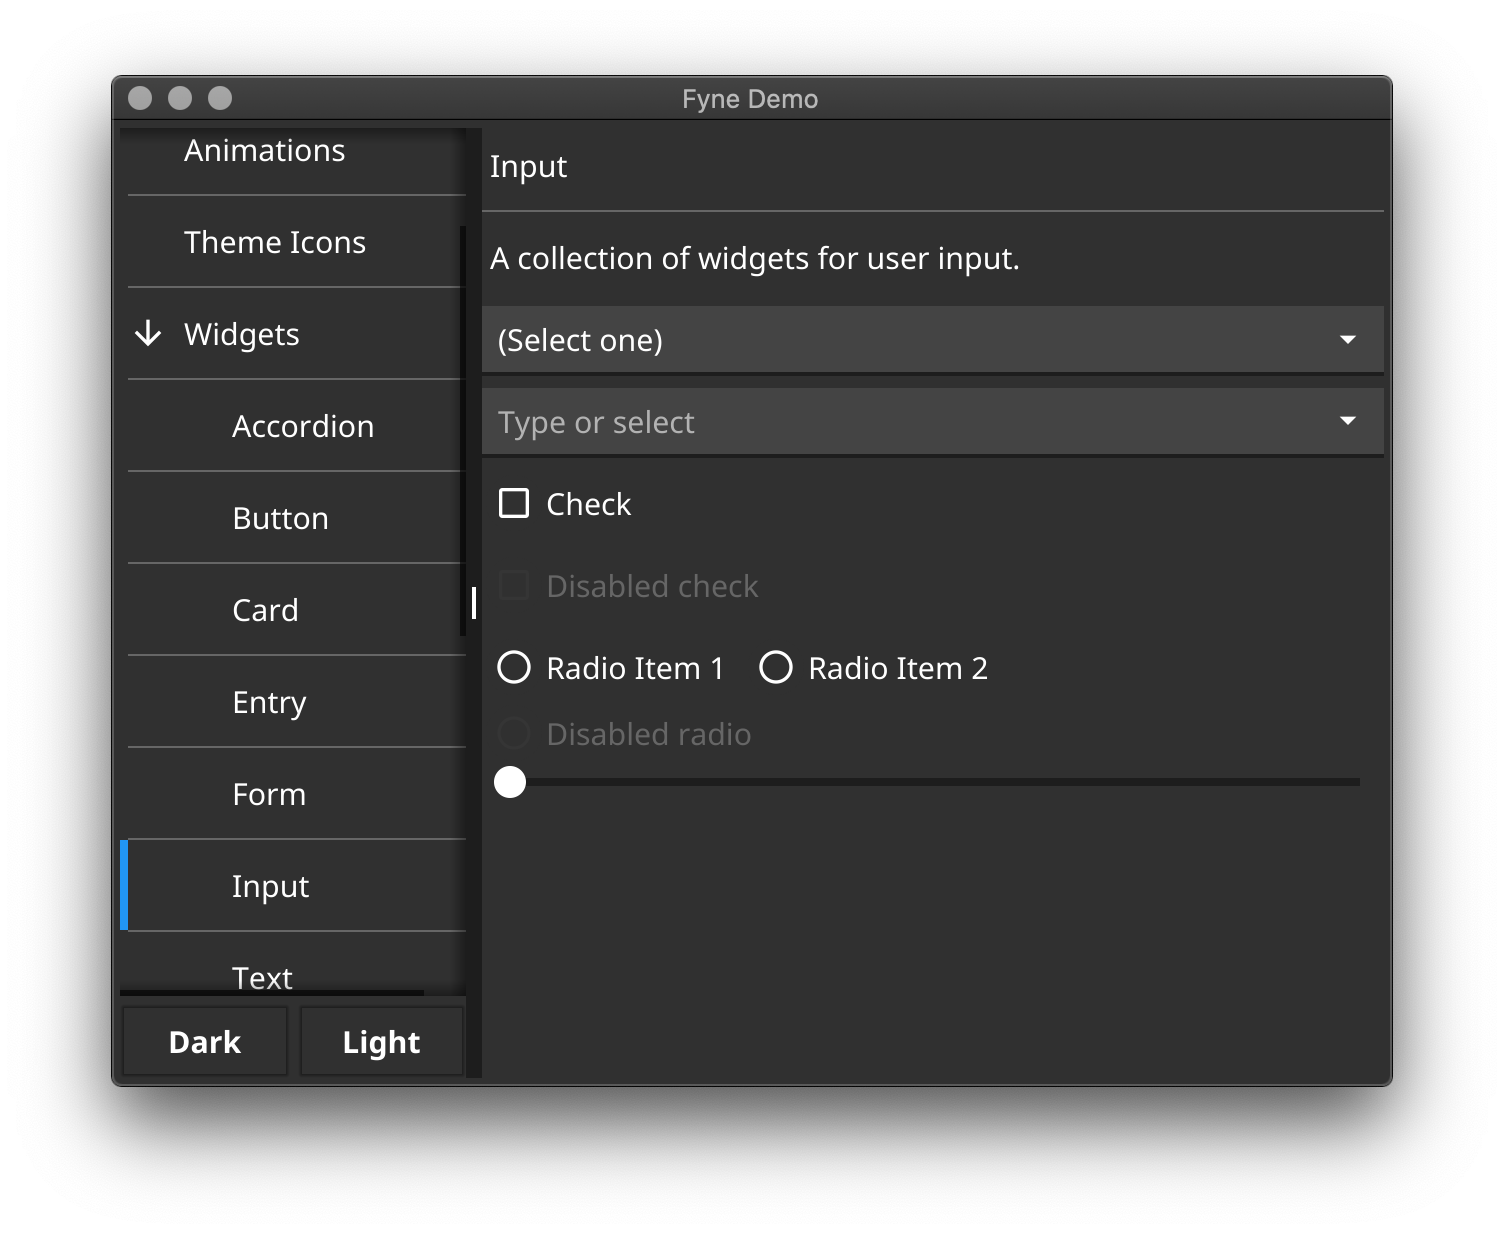 Fyne Demo
Animations
Theme Icons
Widgets
Accordion
Button
Card
Entry
Form
Input
Text
Dark Light
Input
A collection of widgets for user input.
(Select one)
Type or select
Check
Disabled check
Radio Item 1 Radio Item 2
Disabled radio